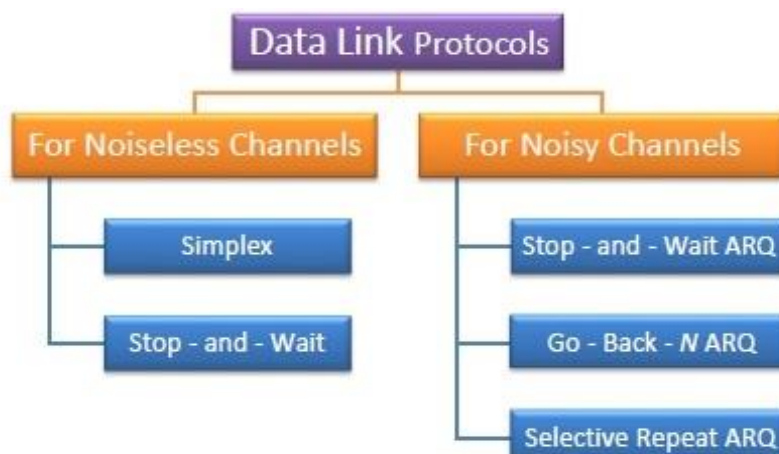 Data Link Protocols
For Noiseless Channels
Simplex
Stop - and - Wait
For Noisy Channels
Stop - and - Wait ARQ
Go - Back - N ARQ
Selective Repeat ARQ